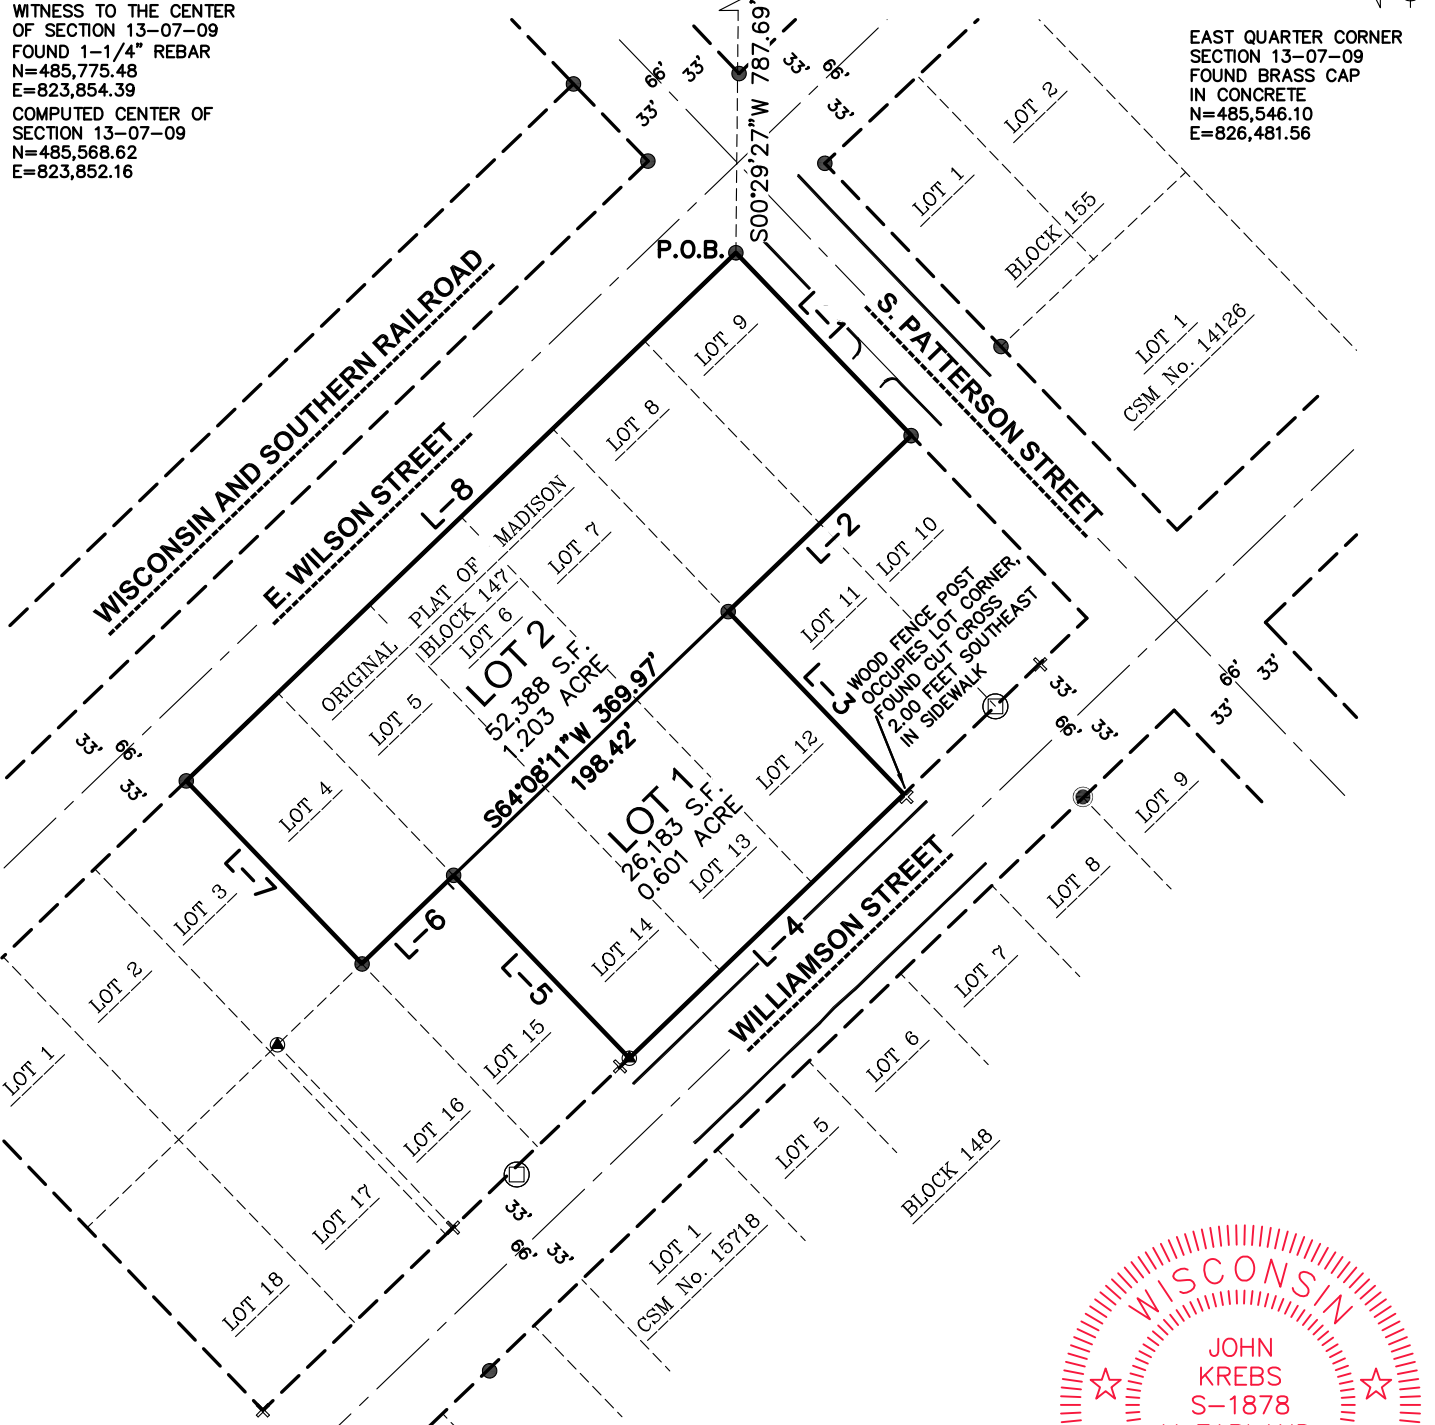 WITNESS TO THE CENTER
OF SECTION 13-07-09
FOUND 1-1/4" REBAR
N=485,775.48
E=823,854.39
COMPUTED CENTER OF
SECTION 13-07-09
N=485,568.62
E=823,852.16
EAST QUARTER CORNER
SECTION 13-07-09
FOUND BRASS CAP
IN CONCRETE
N=485,546.10
E=826,481.56
S00°29'27"W 787.69'
66'
33'
33'
33'
66'
33'
P.O.B.
LOT 2
LOT 1
BLOCK 155
LOT 1
CSM No. 14126
WISCONSIN AND SOUTHERN RAILROAD
E. WILSON STREET
S. PATTERSON STREET
L-1
L-8
L-2
LOT 9
LOT 8
LOT 7
ORIGINAL PLAT OF MADISON
BLOCK 147
LOT 6
LOT 5
LOT 4
LOT 2
52,388 S.F.
1.203 ACRE
S64°08'11"W 369.97'
198.42'
LOT 10
LOT 11
WOOD FENCE POST
OCCUPIES LOT CORNER,
FOUND CUT CROSS
2.00 FEET SOUTHEAST
IN SIDEWALK
L-3
LOT 12
LOT 1
26,183 S.F.
0.601 ACRE
LOT 13
LOT 14
33'
66'
33'
33'
66'
33'
66'
33'
33'
L-7
L-6
L-5
L-4
WILLIAMSON STREET
LOT 3
LOT 2
LOT 1
LOT 15
LOT 16
LOT 17
LOT 18
LOT 9
LOT 8
LOT 7
LOT 6
LOT 5
BLOCK 148
LOT 1
CSM No. 15718
33'
66'
33'
WISCONSIN
JOHN
KREBS
S-1878